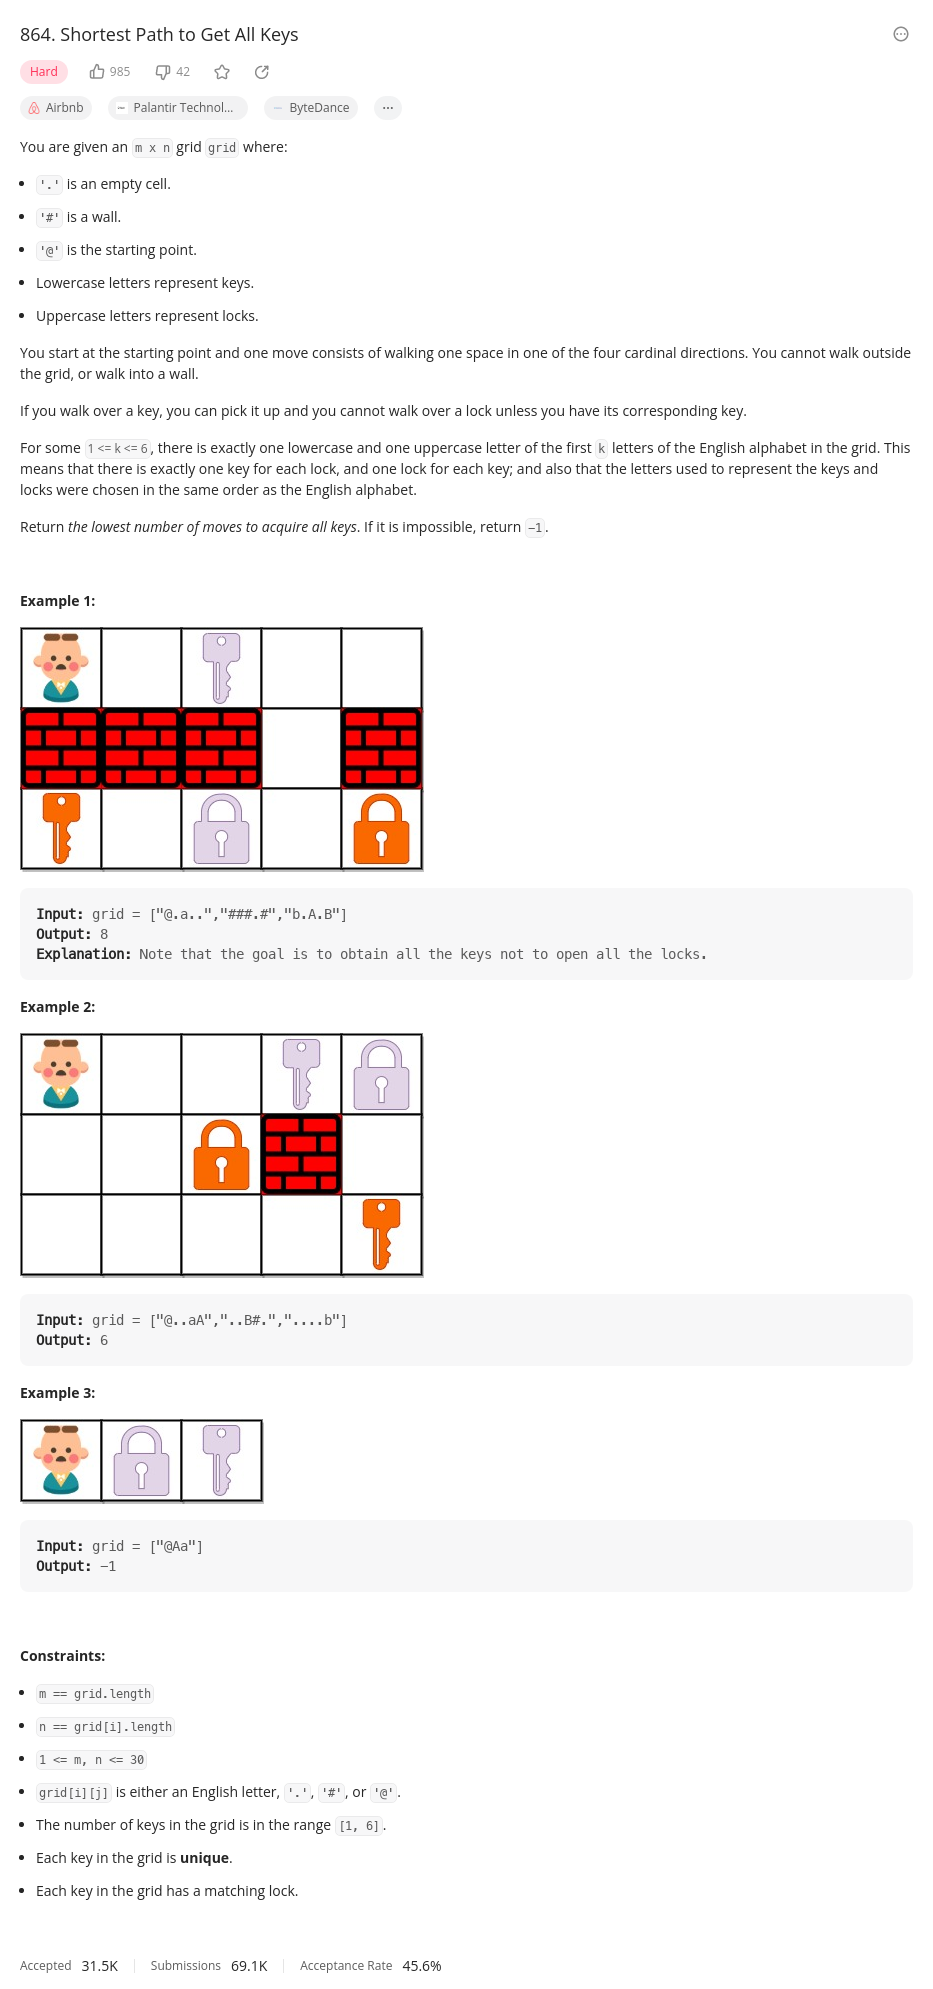 864. Shortest Path to Get All Keys
Hard 985 42
Airbnb Palantir Technol... ByteDance ...
You are given an m x n grid grid where:
• '.' is an empty cell.
• '#' is a wall.
• '@' is the starting point.
• Lowercase letters represent keys.
• Uppercase letters represent locks.
You start at the starting point and one move consists of walking one space in one of the four cardinal directions. You cannot walk outside
the grid, or walk into a wall.
If you walk over a key, you can pick it up and you cannot walk over a lock unless you have its corresponding key.
For some 1 <= k <= 6, there is exactly one lowercase and one uppercase letter of the first k letters of the English alphabet in the grid. This
means that there is exactly one key for each lock, and one lock for each key; and also that the letters used to represent the keys and
locks were chosen in the same order as the English alphabet.
Return the lowest number of moves to acquire all keys. If it is impossible, return -1.
Example 1:
Input: grid = ["@.a..","###.#","b.A.B"]
Output: 8
Explanation: Note that the goal is to obtain all the keys not to open all the locks.
Example 2:
Input: grid = ["@..aA","..B#.","....b"]
Output: 6
Example 3:
Input: grid = ["@Aa"]
Output: -1
Constraints:
• m == grid.length
• n == grid[i].length
• 1 <= m, n <= 30
• grid[i][j] is either an English letter, '.', '#', or '@'.
• The number of keys in the grid is in the range [1, 6].
• Each key in the grid is unique.
• Each key in the grid has a matching lock.
Accepted 31.5K Submissions 69.1K Acceptance Rate 45.6%